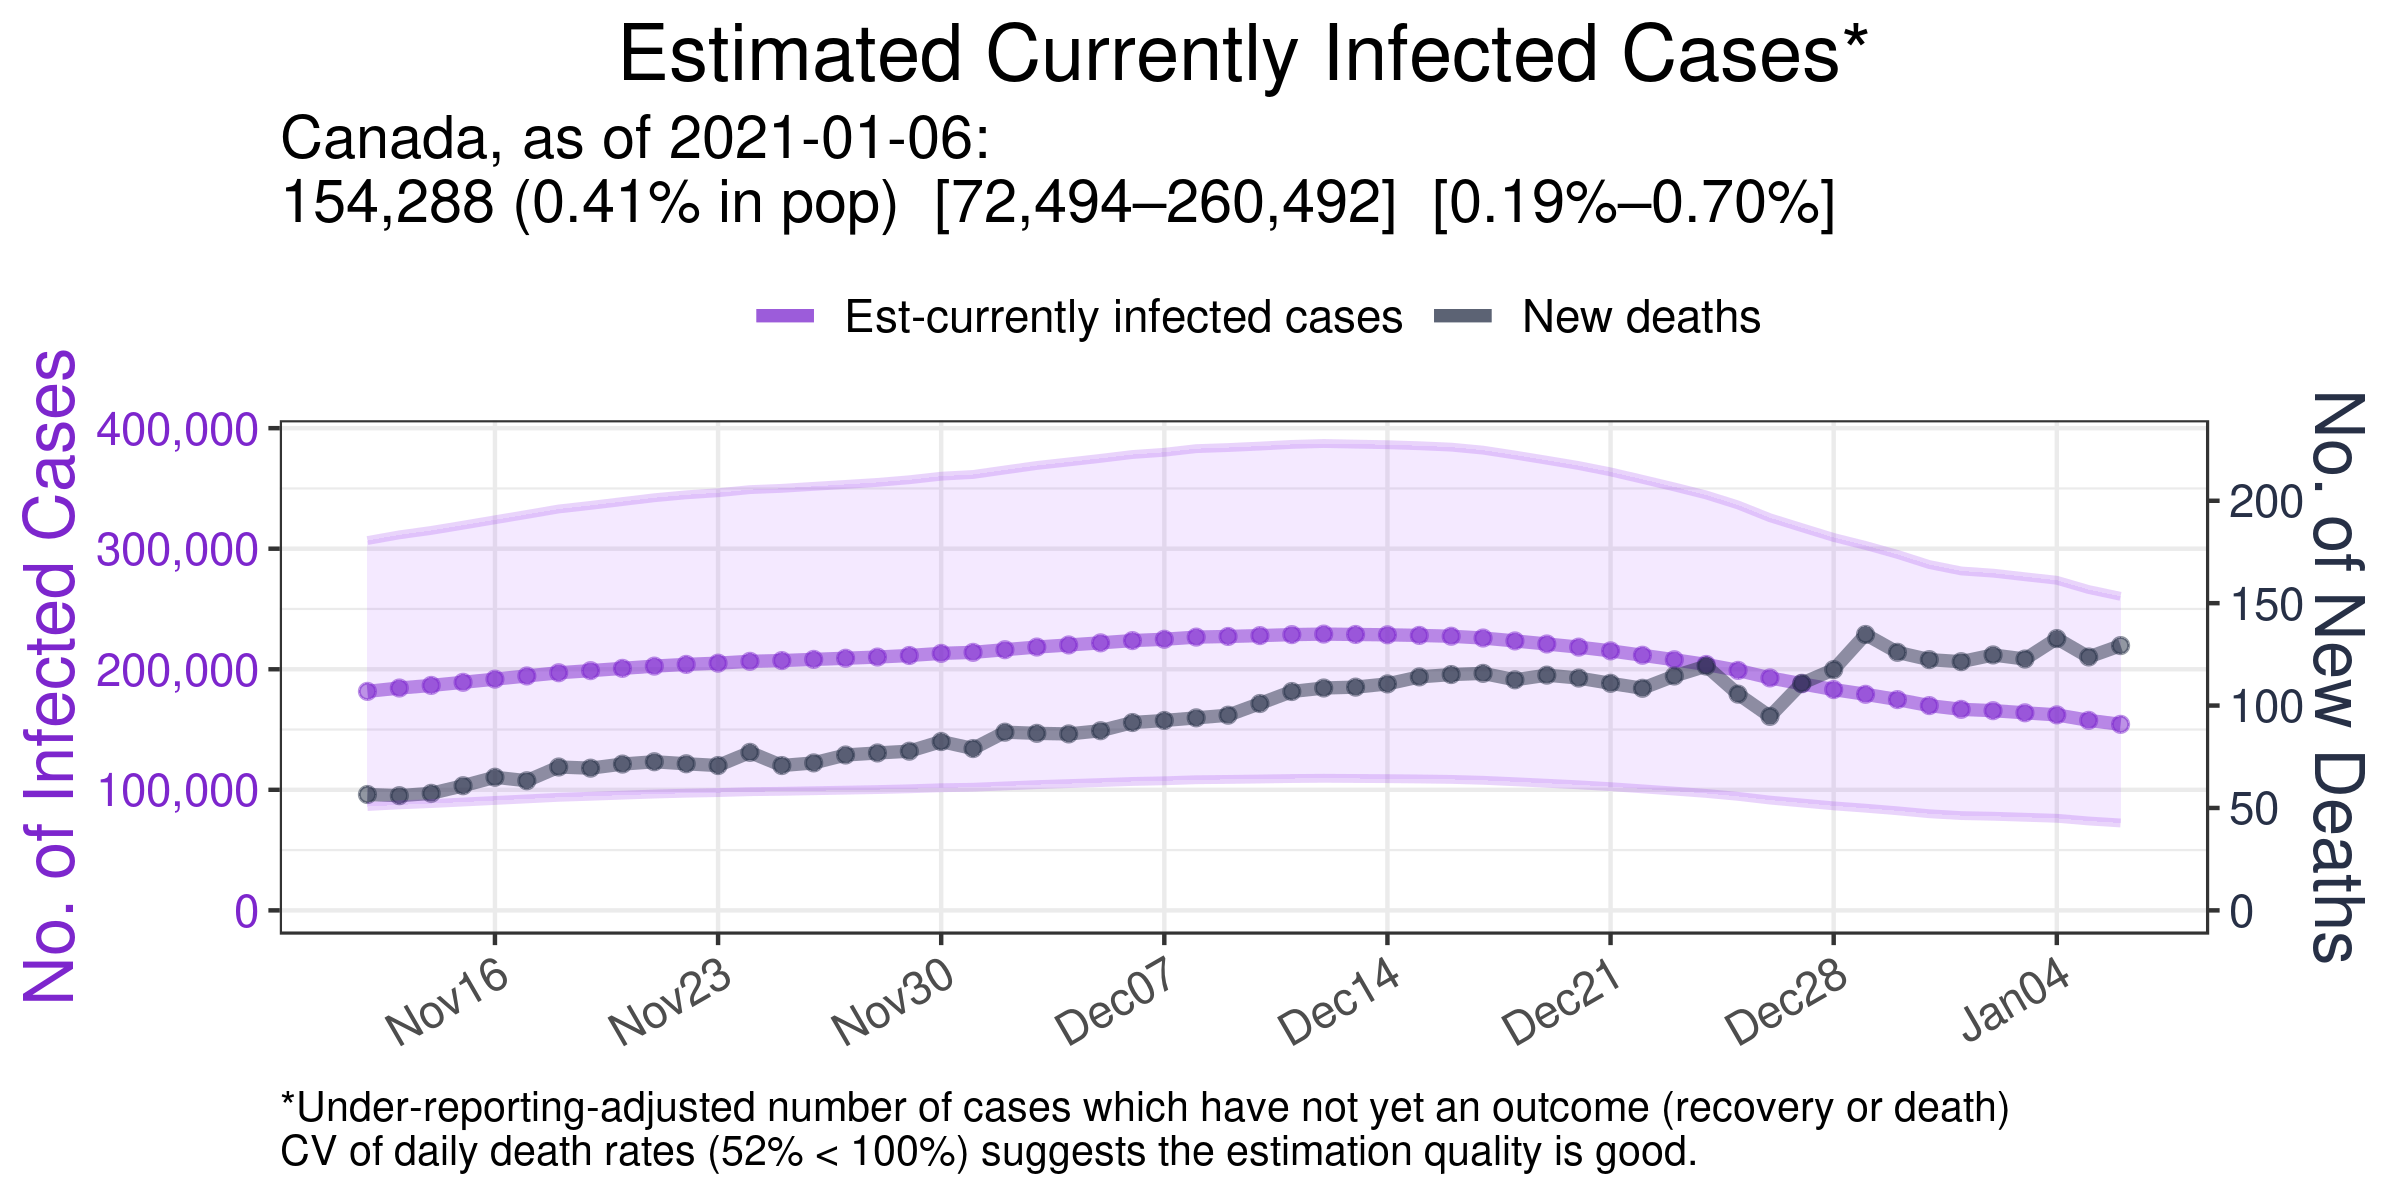 Estimated Currently Infected Cases*
Canada, as of 2021-01-06:
154,288 (0.41% in pop)  [72,494–260,492]  [0.19%–0.70%]
Est-currently infected cases
New deaths
No. of Infected Cases
400,000
300,000
200,000
100,000
0
200
150
100
50
0
No. of New Deaths
Nov16
Nov23
Nov30
Dec07
Dec14
Dec21
Dec28
Jan04
*Under-reporting-adjusted number of cases which have not yet an outcome (recovery or death)
CV of daily death rates (52% < 100%) suggests the estimation quality is good.